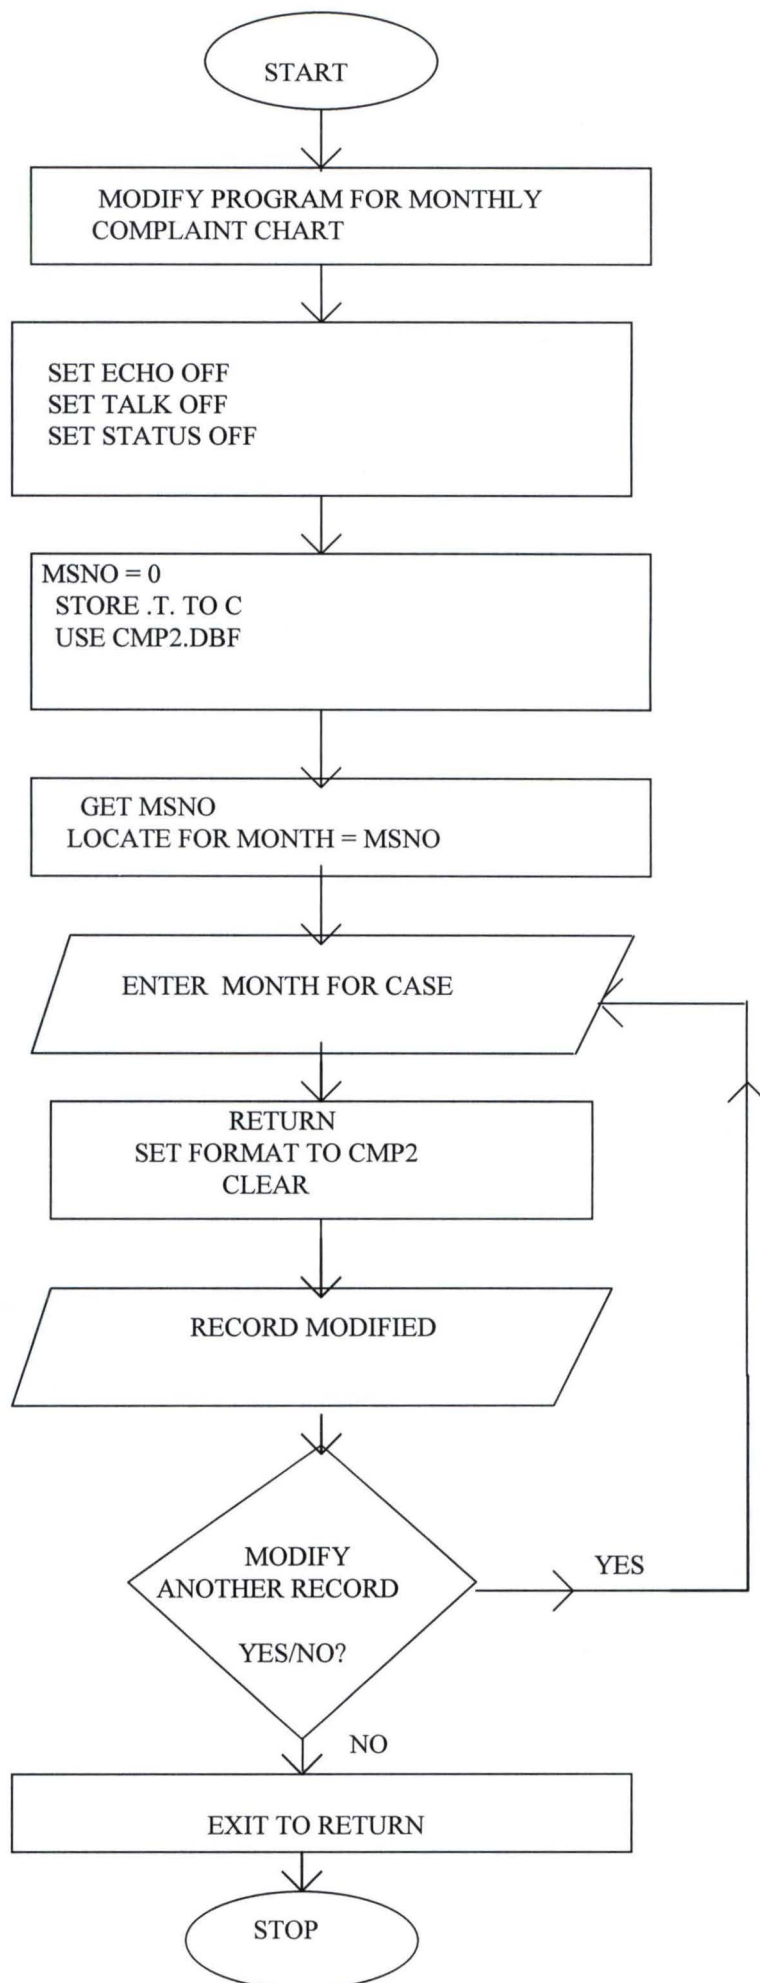 START
MODIFY PROGRAM FOR MONTHLY
COMPLAINT CHART
SET ECHO OFF
SET TALK OFF
SET STATUS OFF
MSNO = 0
STORE .T. TO C
USE CMP2.DBF
GET MSNO
LOCATE FOR MONTH = MSNO
ENTER MONTH FOR CASE
RETURN
SET FORMAT TO CMP2
CLEAR
RECORD MODIFIED
MODIFY
ANOTHER RECORD
YES/NO?
YES
NO
EXIT TO RETURN
STOP